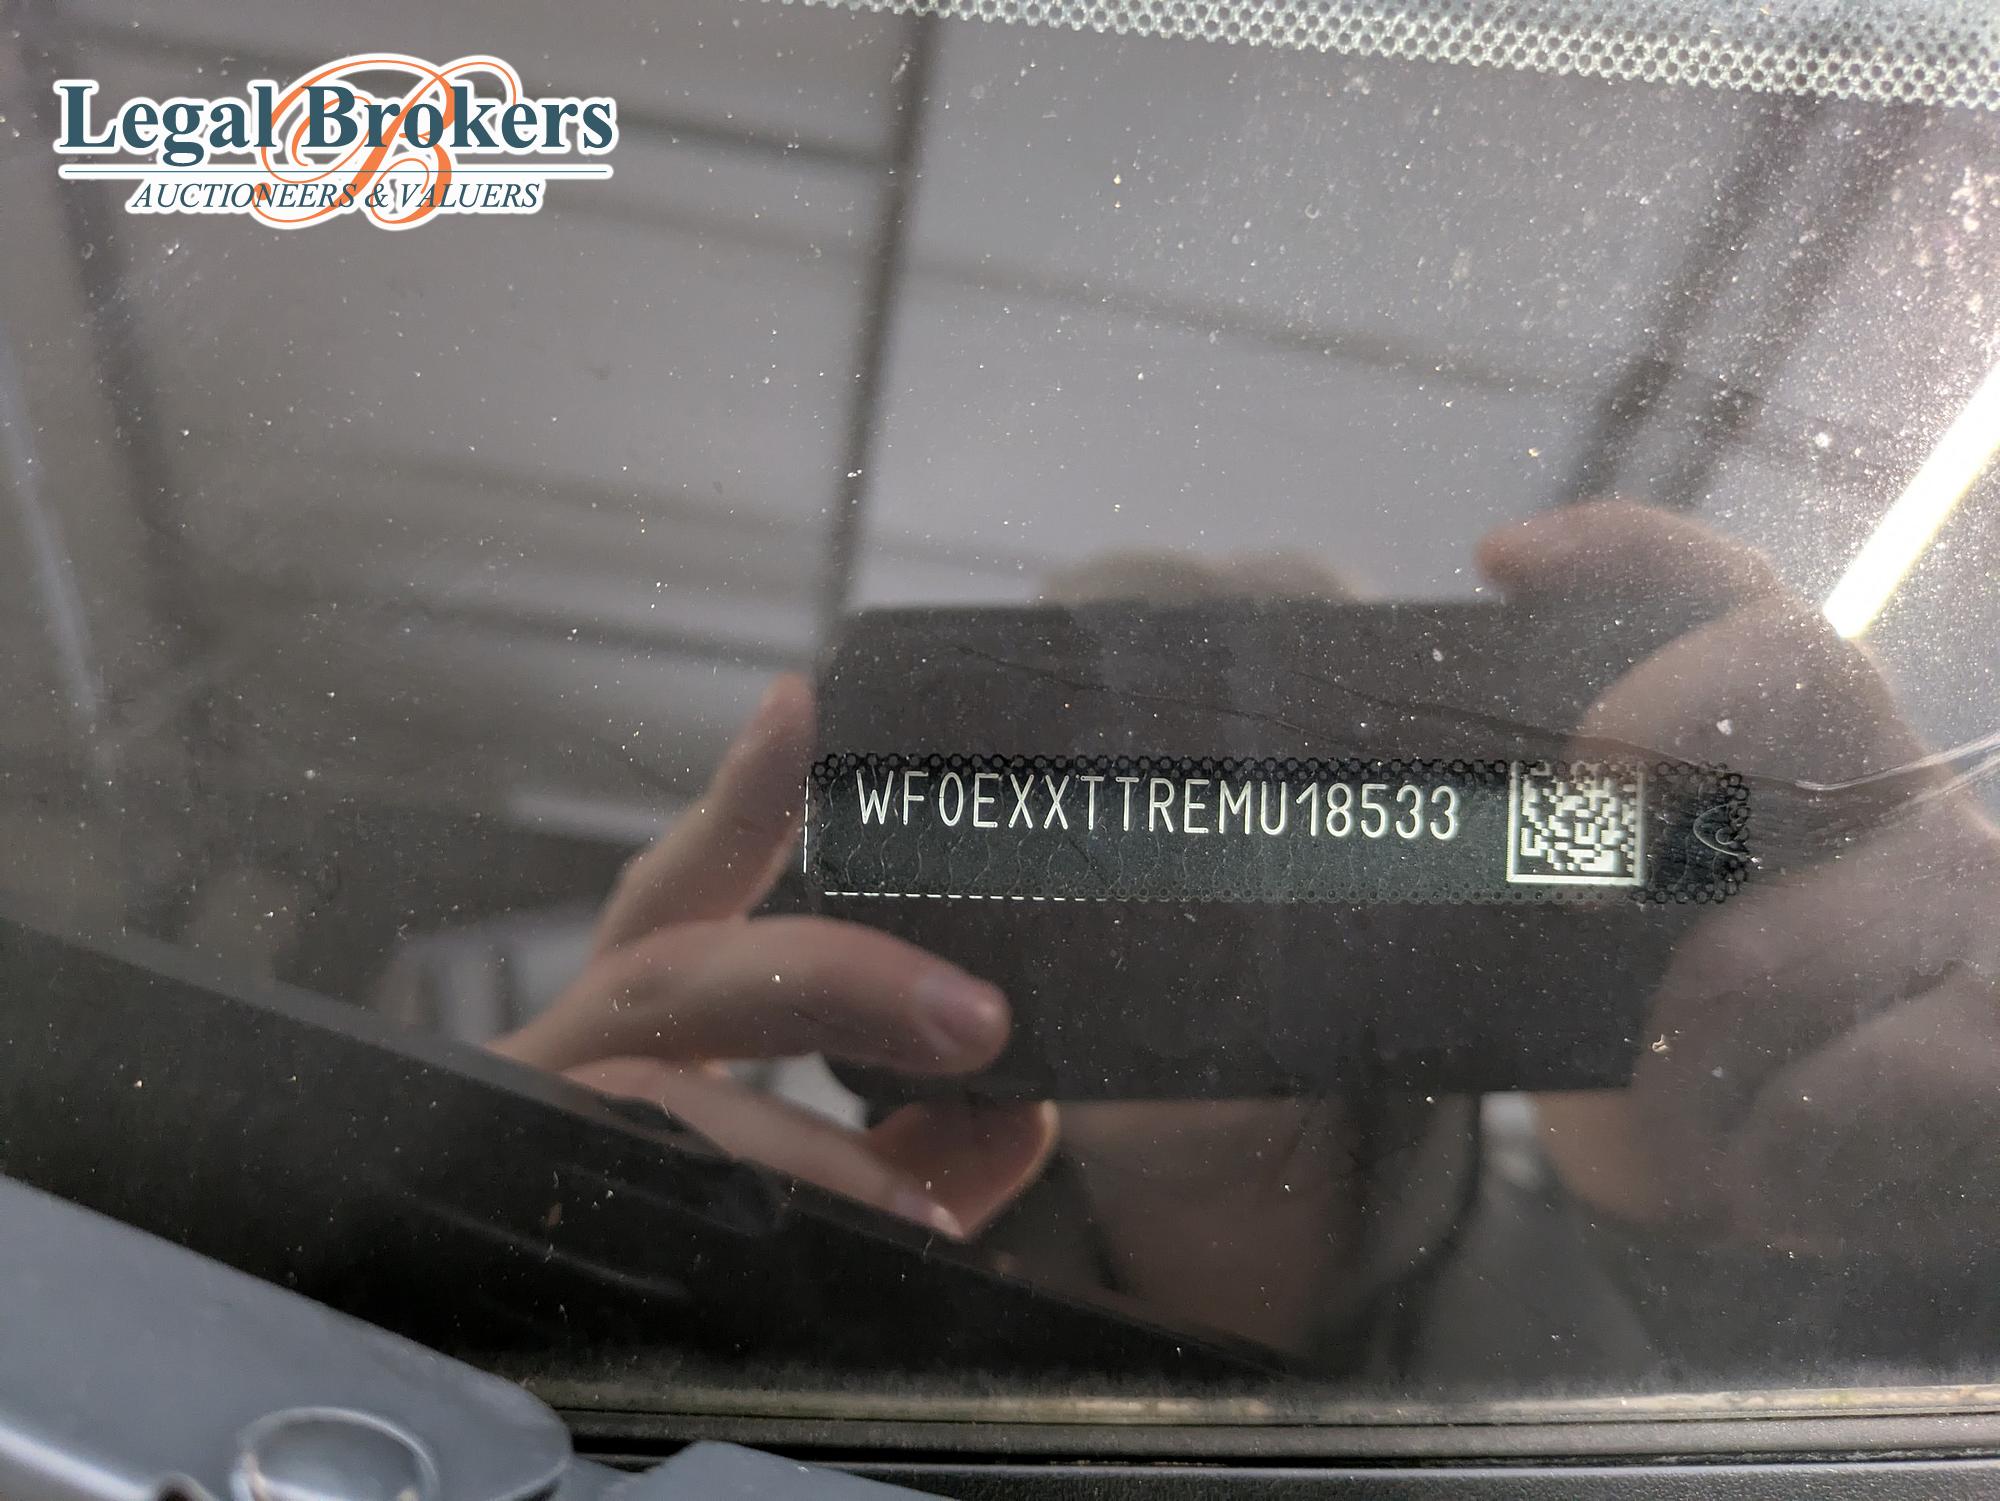 Legal Brokers
AUCTIONEERS & VALUERS
WF0EXXTTREMU18533